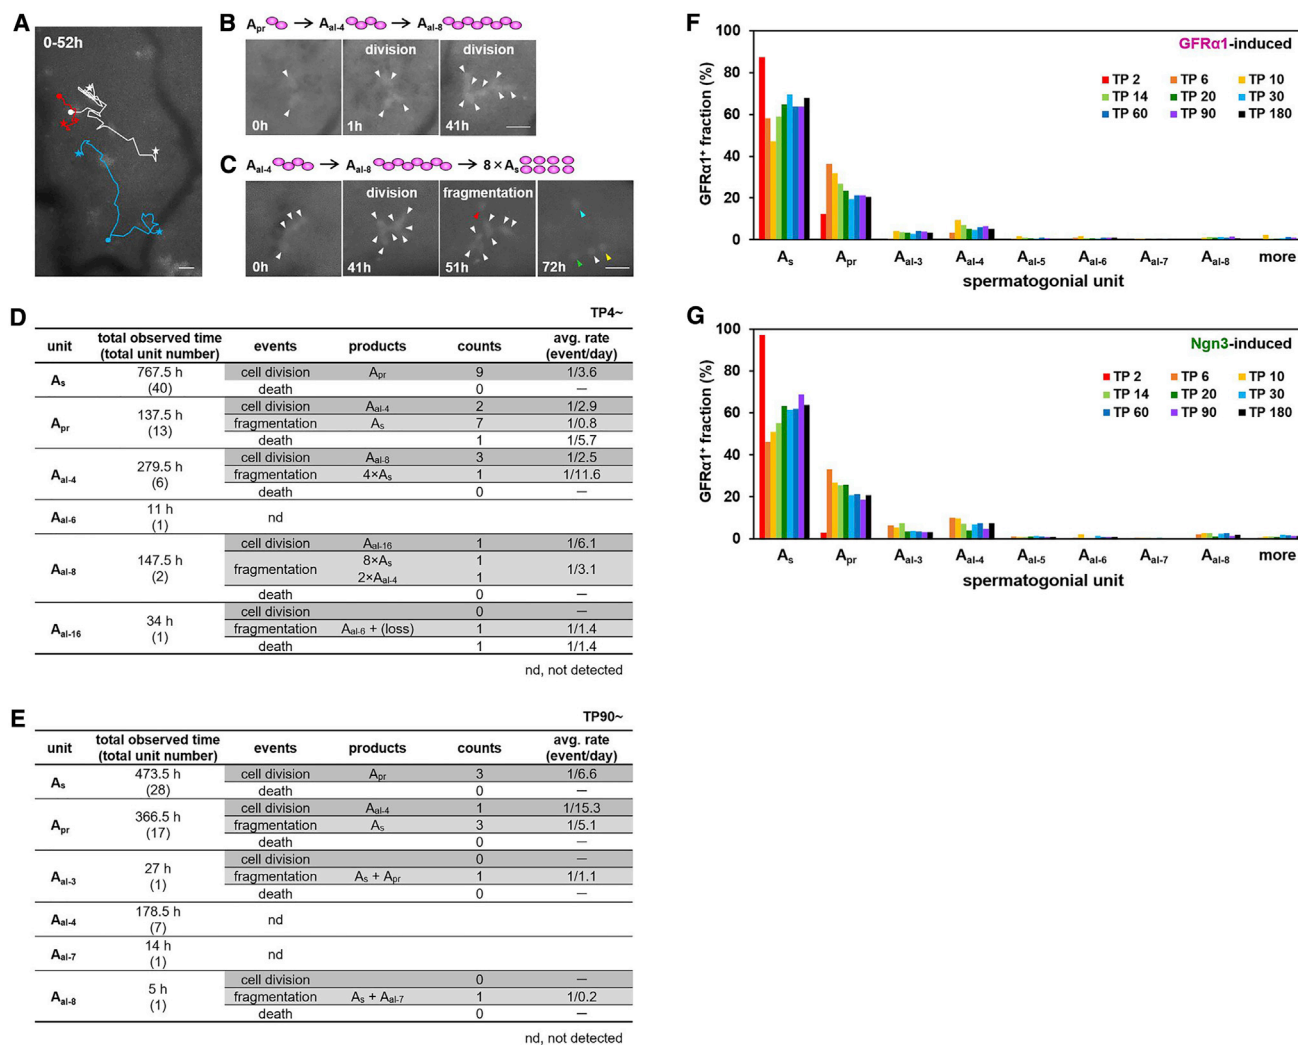 A
0-52h
B
Apr → Aal-4 → Aal-8
division
division
0h
1h
41h
C
Aal-4 → Aal-8 → 8 × As
division
fragmentation
0h
41h
51h
72h
D
TP4~
unit total observed time (total unit number) events products counts avg. rate (event/day)
As 767.5 h (40)
cell division Apr 9 1/3.6
death 0 —
Apr 137.5 h (13)
cell division Aal-4 2 1/2.9
fragmentation As 7 1/0.8
death 1 1/5.7
Aal-4 279.5 h (6)
cell division Aal-8 3 1/2.5
fragmentation 4×As 1 1/11.6
death 0 —
Aal-6 11 h (1) nd
Aal-8 147.5 h (2)
cell division Aal-16 1 1/6.1
fragmentation 8×As 1 1/3.1
2×Aal-4 1
death 0 —
Aal-16 34 h (1)
cell division 0 —
fragmentation Aal-6 + (loss) 1 1/1.4
death 1 1/1.4
nd, not detected
E
TP90~
unit total observed time (total unit number) events products counts avg. rate (event/day)
As 473.5 h (28)
cell division Apr 3 1/6.6
death 0 —
Apr 366.5 h (17)
cell division Aal-4 1 1/15.3
fragmentation As 3 1/5.1
death 0 —
Aal-3 27 h (1)
cell division 0 —
fragmentation As + Apr 1 1/1.1
death 0 —
Aal-4 178.5 h (7) nd
Aal-7 14 h (1) nd
Aal-8 5 h (1)
cell division 0 —
fragmentation As + Aal-7 1 1/0.2
death 0 —
nd, not detected
F
GFRα1-induced
GFRα1+ fraction (%)
100
80
60
40
20
0
TP 2 TP 6 TP 10
TP 14 TP 20 TP 30
TP 60 TP 90 TP 180
As Apr Aal-3 Aal-4 Aal-5 Aal-6 Aal-7 Aal-8 more
spermatogonial unit
G
Ngn3-induced
GFRα1+ fraction (%)
100
80
60
40
20
0
TP 2 TP 6 TP 10
TP 14 TP 20 TP 30
TP 60 TP 90 TP 180
As Apr Aal-3 Aal-4 Aal-5 Aal-6 Aal-7 Aal-8 more
spermatogonial unit